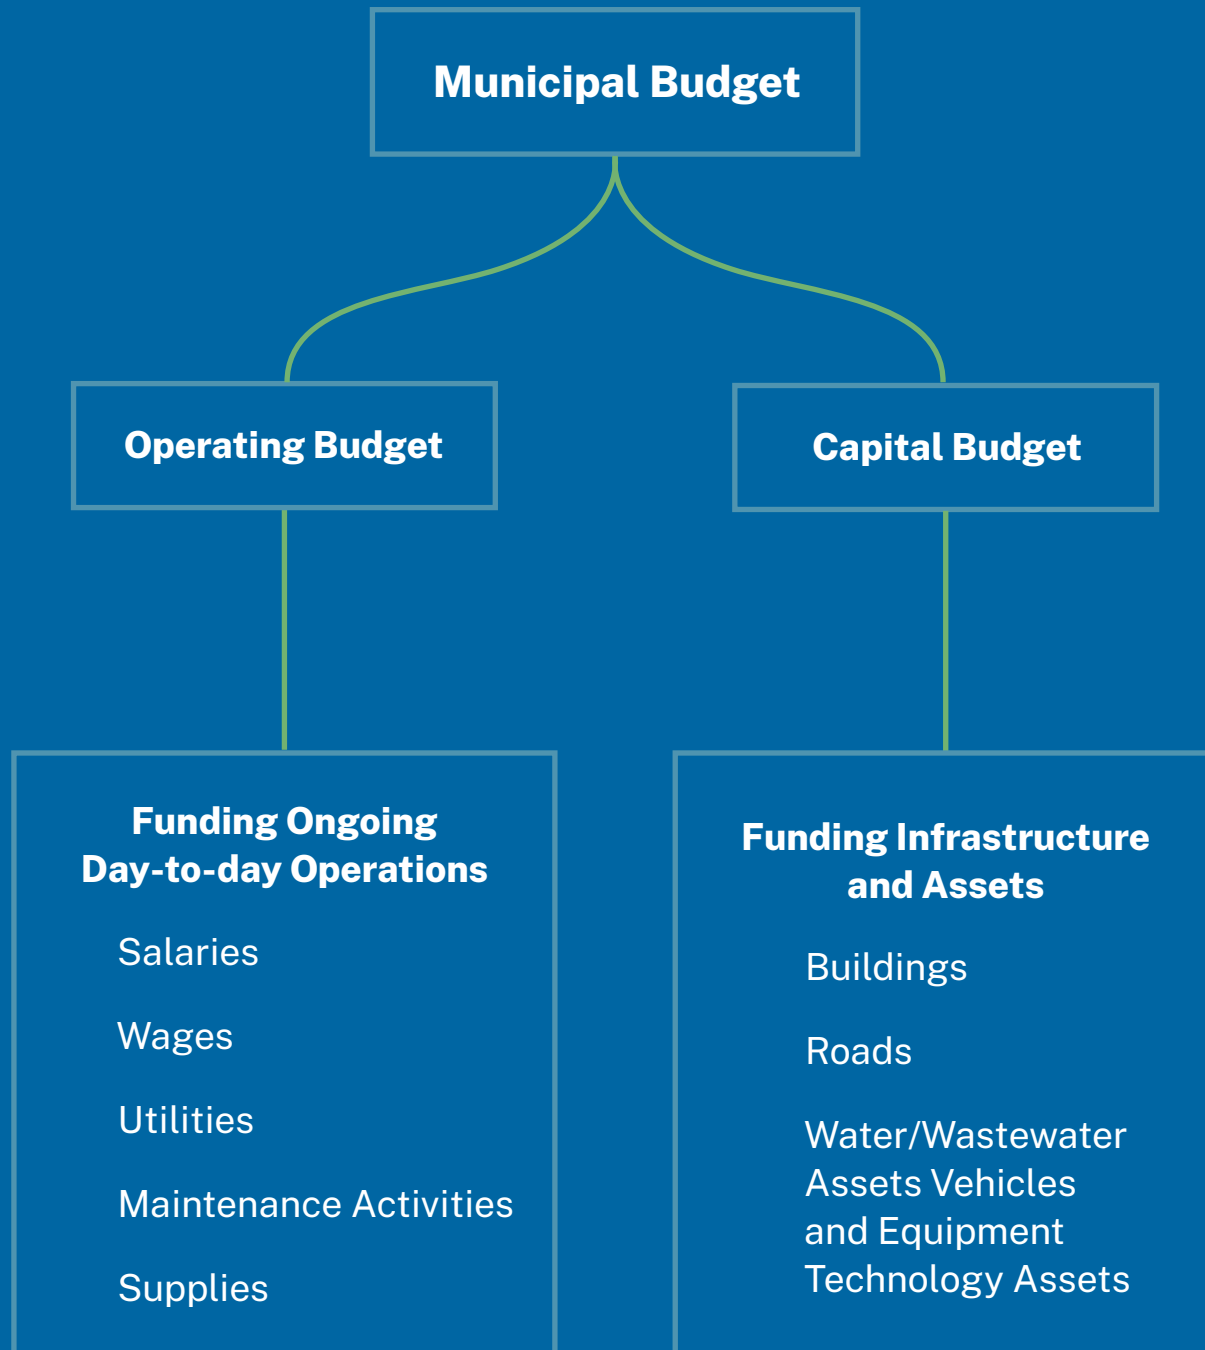 Municipal Budget
Operating Budget
Capital Budget
Funding Ongoing
Day-to-day Operations
Salaries
Wages
Utilities
Maintenance Activities
Supplies
Funding Infrastructure
and Assets
Buildings
Roads
Water/Wastewater
Assets Vehicles
and Equipment
Technology Assets